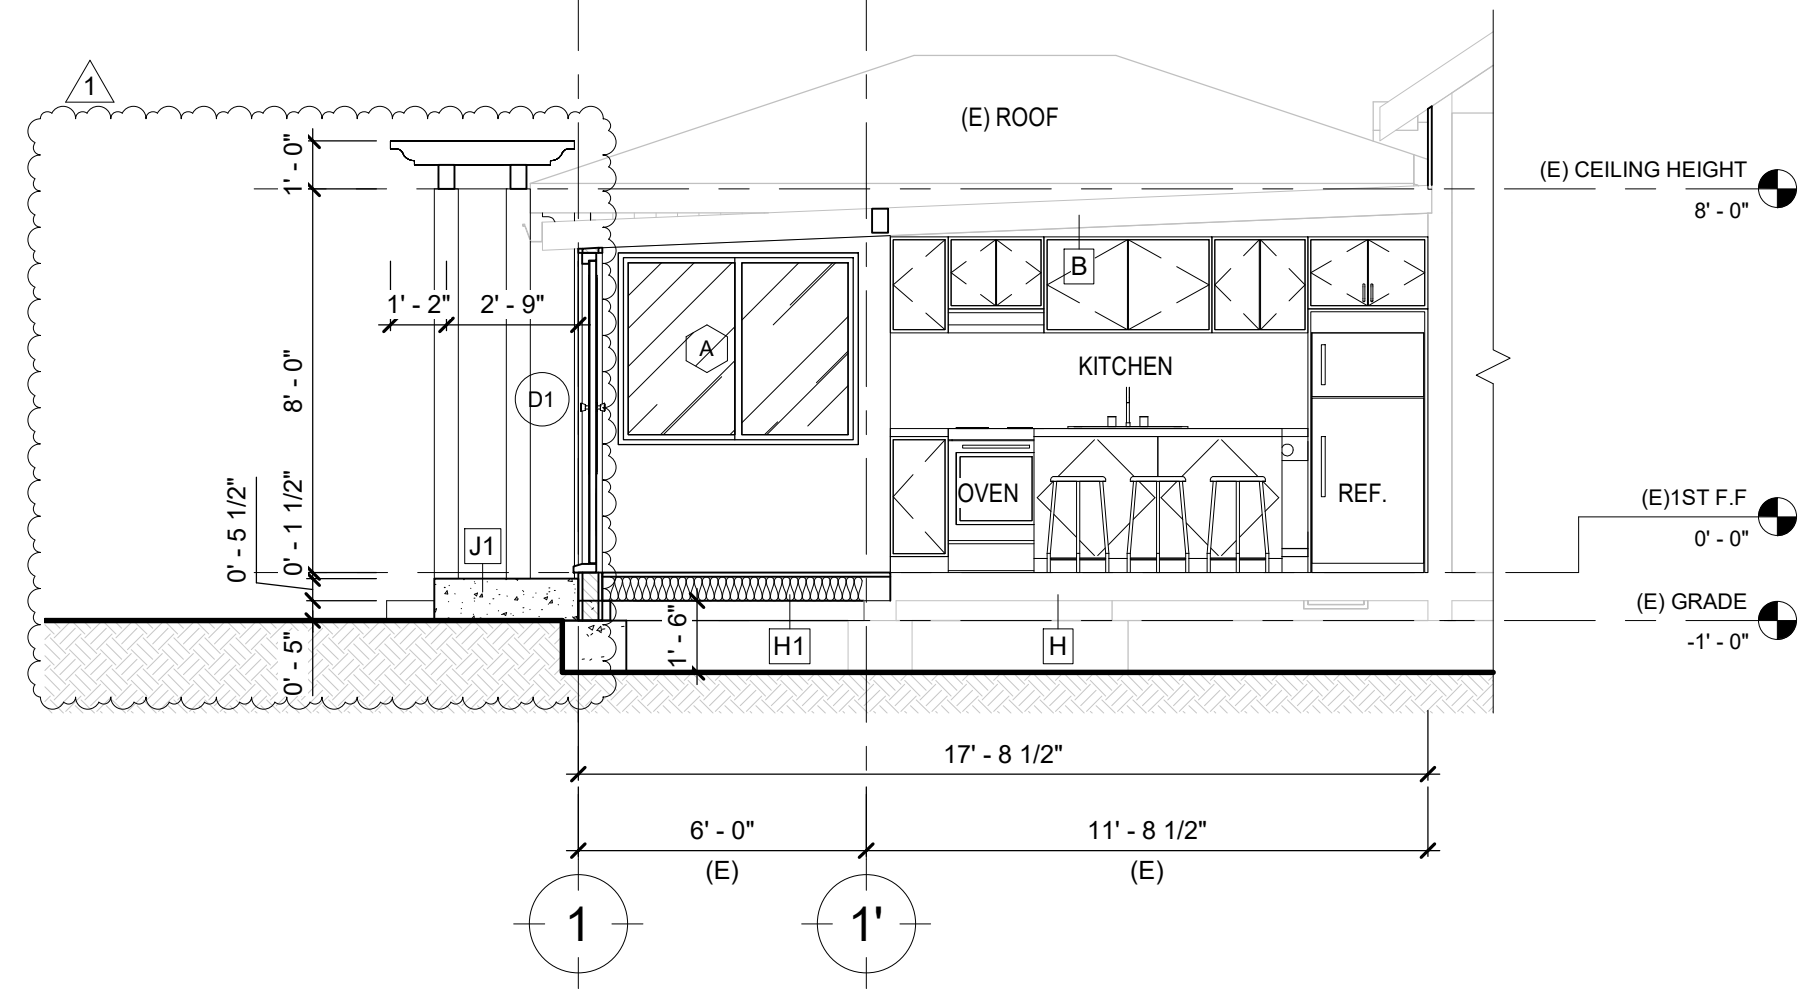 1
(E) ROOF
(E) CEILING HEIGHT
8' - 0"
1' - 0"
B
1' - 2"
2' - 9"
A
KITCHEN
D1
8' - 0"
OVEN
REF.
(E)1ST F.F
0' - 0"
0' - 5 1/2"
0' - 1 1/2"
J1
(E) GRADE
-1' - 0"
0' - 5"
1' - 6"
H1
H
17' - 8 1/2"
6' - 0"
11' - 8 1/2"
(E)
(E)
1
1'